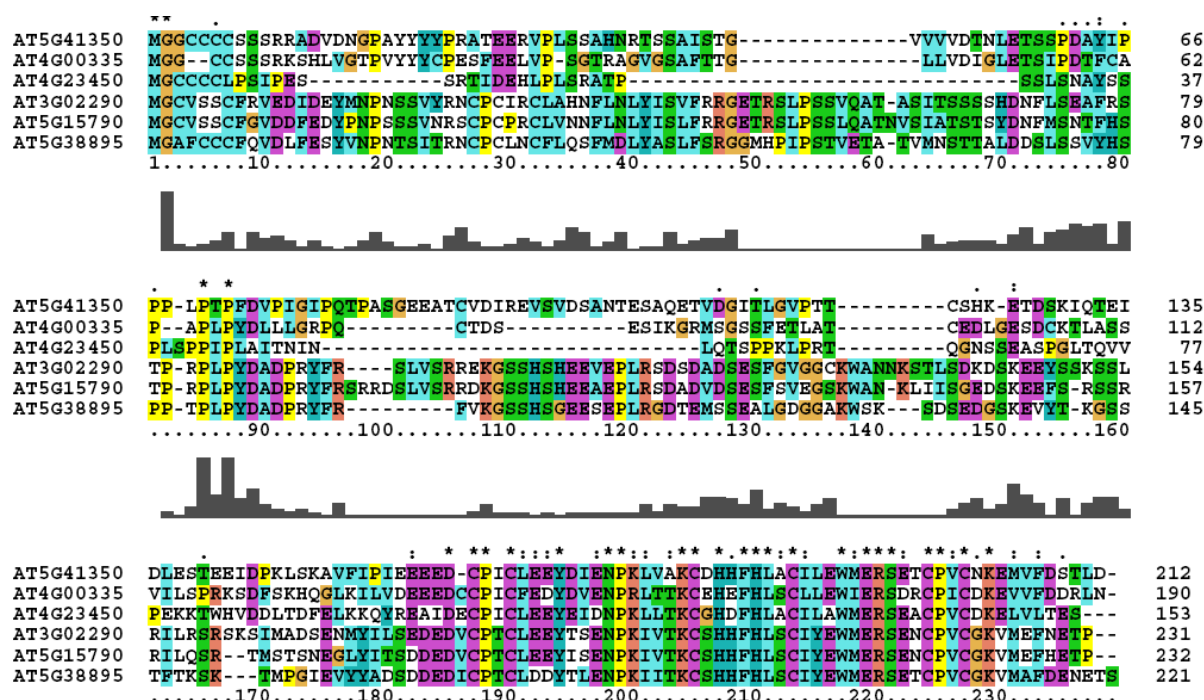 ** . ...: .
AT5G41350 MGGCCCCSSSRRADVDNGPAYYYYPRATEERVPLSSAHNRTSSAISTG--------------VVVVDTNLETSSPDAYIP 66
AT4G00335 MGG--CCSSSRKSHLVGTPVYYYCPESFEELVP-SGTRAGVGSAFTTG---------------LLVDIGLETSIPDTFCA 62
AT4G23450 MGCCCCLPSIPES-----------SRTIDEHLPLSRATP--------------------------------SSLSNAYSS 37
AT3G02290 MGCVSSCFRVEDIDEYMNPNSSVYRNCPCIRCLAHNFLNLYISVFRRGETRSLPSSVQAT-ASITSSSSHDNFLSEAFRS 79
AT5G15790 MGCVSSCFGVDDFEDYPNPSSSVNRSCPCPRCLVNNFLNLYISLFRRGETRSLPSSLQATNVSIATSTSYDNFMSNTFHS 80
AT5G38895 MGAFCCCFQVDLFESYVNPNTSITRNCPCLNCFLQSFMDLYASLFSRGGMHPIPSTVETA-TVMNSTTALDDSLSSVYHS 79
1.......10........20........30........40........50........60........70........80
. * * . . . :
AT5G41350 PP-LPTPFDVPIGIPQTPASGEEATCVDIREVSVDSANTESAQETVDGITLGVPTT---------CSHK-ETDSKIQTEI 135
AT4G00335 P--APLPYDLLLGRPQ---------CTDS----------ESIKGRMSGSSFETLAT---------CEDLGESDCKTLASS 112
AT4G23450 PLSPPIPLAITNIN-------------------------------LQTSPPKLPRT---------QGNSSEASPGLTQVV 77
AT3G02290 TP-RPLPYDADPRYFR----SLVSRREKGSSHSHEEVEPLRSDSDADSESFGVGGCKWANNKSTLSDKDSKEEYSSKSSL 154
AT5G15790 TP-RPLPYDADPRYFRSRRDSLVSRRDKGSSHSHEEVEPLRSDADVDSESFSVEGSKWAN-KLIISGEDSKEEFS-RSSR 157
AT5G38895 PP-TPLPYDADPRYFR---------FVKGSSHSGEESEPLRGDTEMSSEALGDGGAKWSK---SDSEDGSKEVYT-KGSS 145
........90.......100.......110.......120.......130.......140.......150.......160
. : * ** *::: * :**:: :** *.***:* *:***: **:*.* : : .
AT5G41350 DLESTEEIDPKLSKAVFIPIEEEED-CPICLEEYDIENPKLVAKCDHHFHLACILEWMERSETCPVCNKEMVFDSTLD- 212
AT4G00335 VILSPRKSDFSKHQGLKILVDEEEDCCPICFEDYDVENPRLTTKCEHEFHLSCLLEWIERSDRCPICDKEVVFDDRLN- 190
AT4G23450 PEKKTWHVDDLTDFELKKQYREAIDECPICLEEYEIDNPKLLTKCGHDFHLACILAWMERSEACPVCDKELVLTES--- 153
AT3G02290 RILRSRSKSIMADSENMYILSEDEDVCPTCLEEYTSENPKIVTKCSHHFHLSCIYEWMERSENCPVCGKVMEFNETP-- 231
AT5G15790 RILQSR--TMSTSNEGLYITSDDEDVCPTCLEEYISENPKIVTKCSHHFHLSCIYEWMERSENCPVCGKVMEFHETP-- 232
AT5G38895 TFTKSK---TMPGIEVYYADSDDEDICPTCLDDYTLENPKIITKCSHHFHLSCIYEWMERSENCPVCGKVMAFDENETS 221
.......170.......180.......190.......200.......210.......220.......230.........